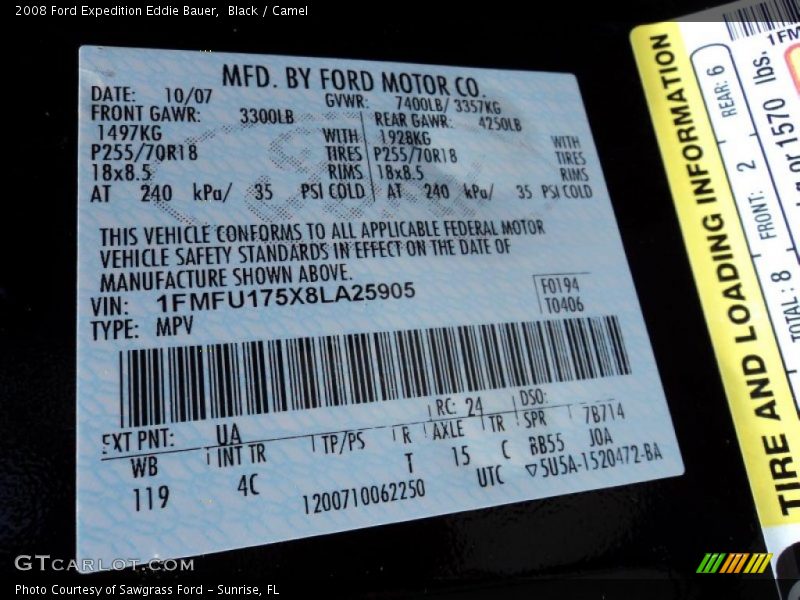 2008 Ford Expedition Eddie Bauer,  Black / Camel
MFD. BY FORD MOTOR CO.
DATE: 10/07 GVWR: 7400LB/ 3357KG
FRONT GAWR: 3300LB REAR GAWR: 4250LB
1497KG WITH 1928KG WITH
P255/70R18 TIRES P255/70R18 TIRES
18x8.5 RIMS 18x8.5 RIMS
AT 240 kPa/ 35 PSI COLD AT 240 kPa/ 35 PSI COLD
THIS VEHICLE CONFORMS TO ALL APPLICABLE FEDERAL MOTOR
VEHICLE SAFETY STANDARDS IN EFFECT ON THE DATE OF
MANUFACTURE SHOWN ABOVE.
VIN: 1FMFU175X8LA25905 F0194
TYPE: MPV T0406
EXT PNT: UA RC: 24 DSO: 7B714
WB INT TR TP/PS R AXLE TR SPR J0A
119 4C T 15 C BB55
1200710062250 UTC ▽5U5A-1520472-BA
TIRE AND LOADING INFORMATION
TOTAL: 8 FRONT: 2 REAR: 6
or 1570 lbs.
1FM
GTCARLOT.COM
Photo Courtesy of Sawgrass Ford – Sunrise, FL